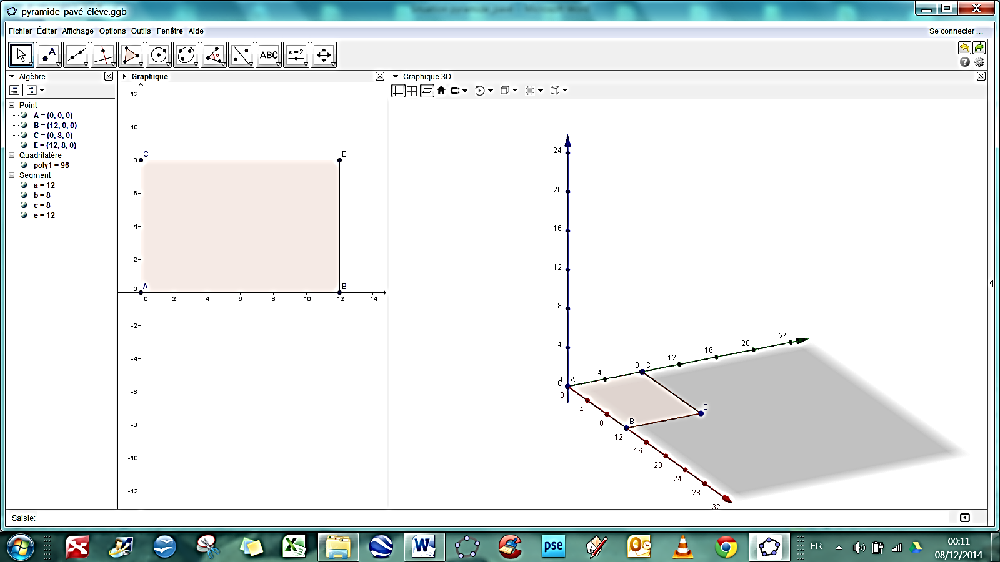 pyramide_pavé_élève.ggb
Fichier Éditer Affichage Options Outils Fenêtre Aide
Se connecter ...
A
α
ABC
a=2
Algèbre
Graphique
Graphique 3D
Point
A = (0, 0, 0)
B = (12, 0, 0)
C = (0, 8, 0)
E = (12, 8, 0)
Quadrilatère
poly1 = 96
Segment
a = 12
b = 8
c = 8
e = 12
12
10
8
6
4
2
0
-2
-4
-6
-8
-10
-12
0 2 4 6 8 10 12 14
C
E
A
B
24
20
16
12
8
4
0
0
0
A
4
8
C
12
16
20
24
4
8
12
B
E
16
20
24
28
32
Saisie:
W
pse
FR
00:11
08/12/2014